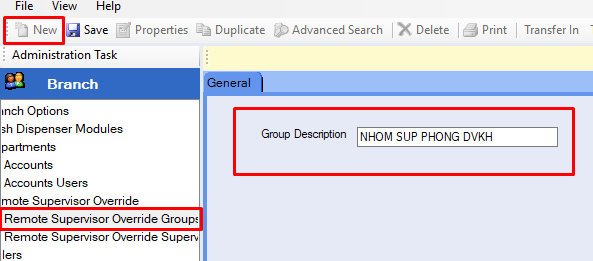 File View Help
New Save Properties Duplicate Advanced Search Delete Print Transfer In
Administration Task
Branch
General
anch Options
sh Dispenser Modules
partments
Accounts
Accounts Users
mote Supervisor Override
Remote Supervisor Override Groups
Remote Supervisor Override Superv
llers
Group Description NHOM SUP PHONG DVKH